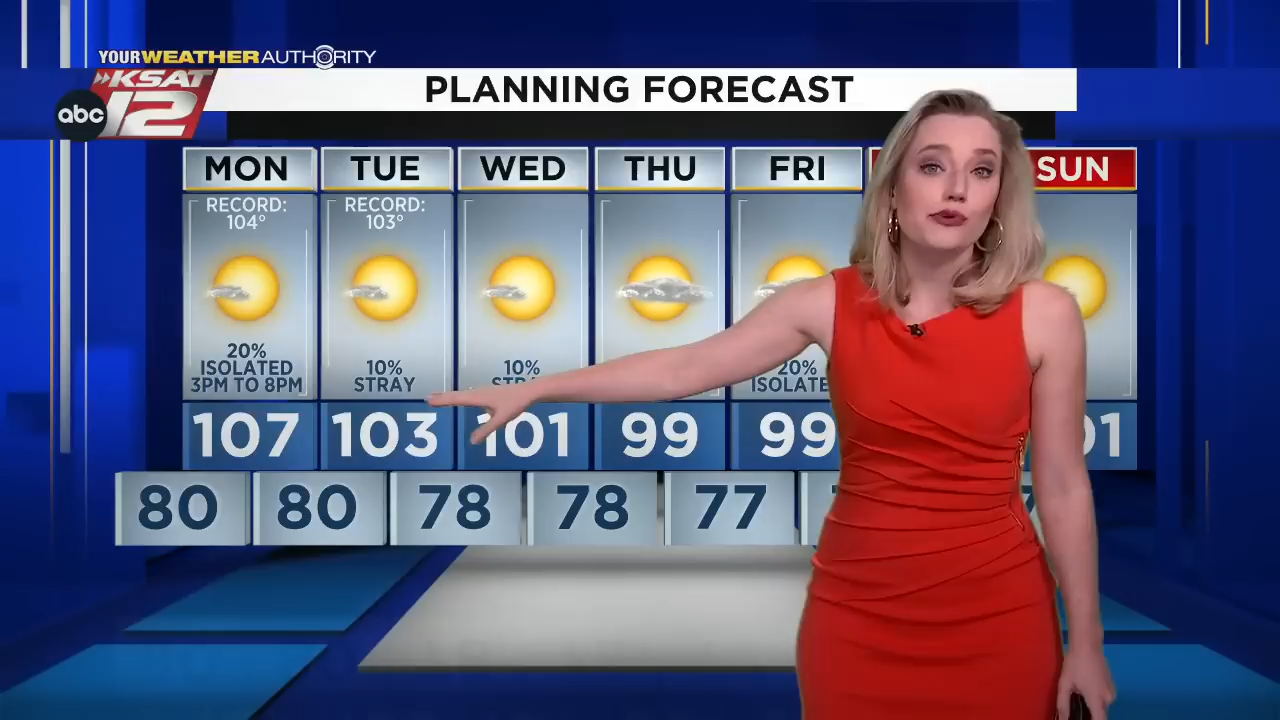 YOUR WEATHER AUTHORITY
KSAT
abc 12
PLANNING FORECAST
MON TUE WED THU FRI SUN
RECORD: 104° RECORD: 103°
20% ISOLATED 3PM TO 8PM
10% STRAY
10%
20%
107 103 101 99 99
80 80 78 78 77